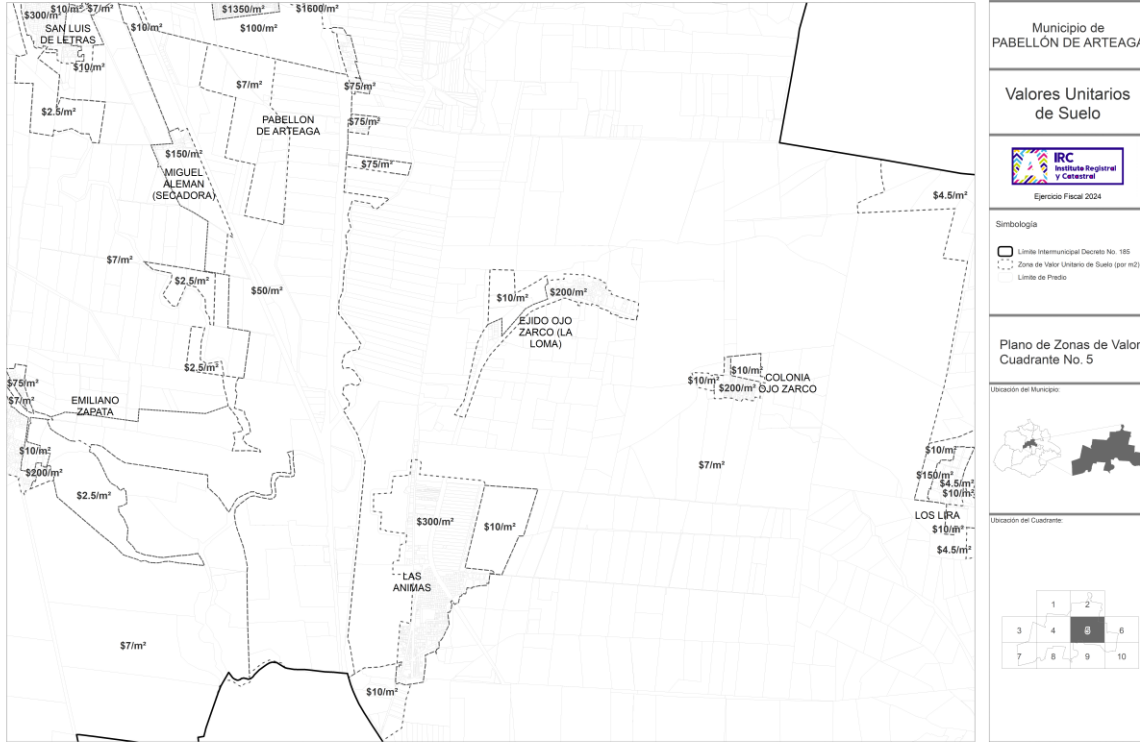 $10/m²
$7/m²
$300/m²
SAN LUIS
DE LETRAS
$10/m²
$10/m²
$1350/m²
$1600/m²
$100/m²
$2.5/m²
$7/m²
$75/m²
PABELLON
DE ARTEAGA
$75/m²
$150/m²
$75/m²
MIGUEL
ALEMAN
(SECADORA)
$4.5/m²
$7/m²
$2.5/m²
$50/m²
$10/m²
$200/m²
EJIDO OJO
ZARCO (LA
LOMA)
$2.5/m²
$10/m²
$10/m²
$200/m²
COLONIA
OJO ZARCO
$75/m²
$7/m²
EMILIANO
ZAPATA
$10/m²
$200/m²
$2.5/m²
$7/m²
$10/m²
$150/m²
$4.5/m²
$10/m²
LOS LIRA
$10/m²
$4.5/m²
$300/m²
$10/m²
LAS
ANIMAS
$7/m²
$10/m²
Municipio de
PABELLÓN DE ARTEAGA
Valores Unitarios
de Suelo
A
IRC
Instituto Registral
y Catastral
Ejercicio Fiscal 2024
Simbología
Límite Intermunicipal Decreto No. 185
Zona de Valor Unitario de Suelo (por m2)
Límite de Predio
Plano de Zonas de Valor
Cuadrante No. 5
Ubicación del Municipio:
Ubicación del Cuadrante:
1 2
3 4 5 6
7 8 9 10